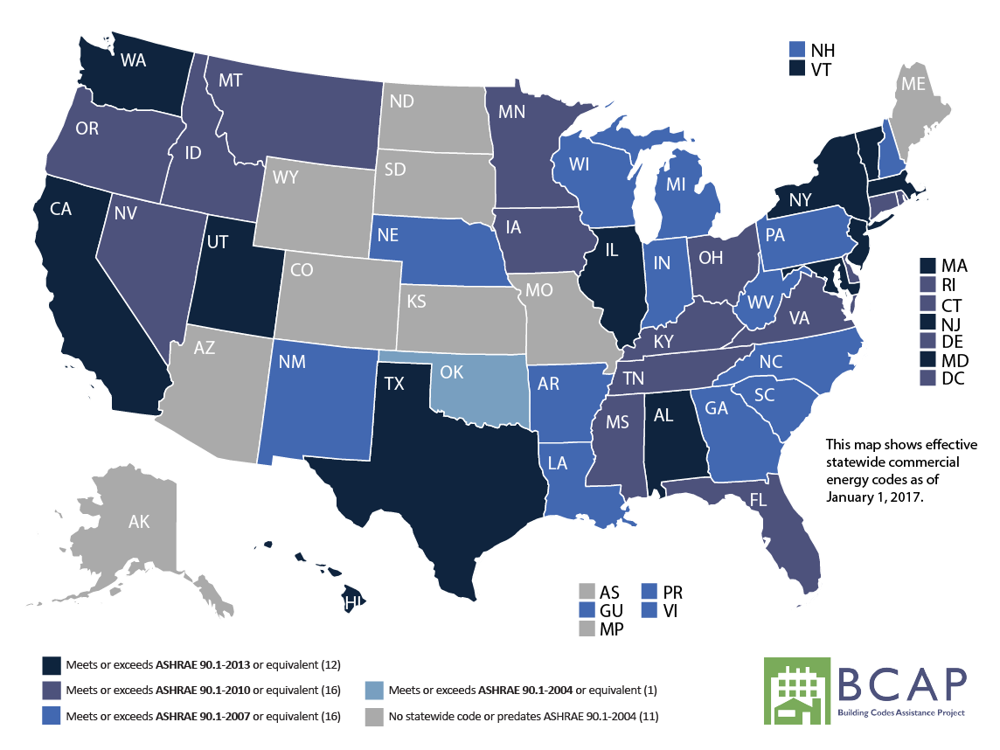 NH
VT
WA
MT
ME
ND
MN
OR
ID
SD
WI
WY
MI
NY
CA
NV
IA
NE
PA
UT
IL
OH
IN
CO
MA
RI
MO
KS
WV
CT
VA
NJ
KY
DE
AZ
NM
MD
NC
OK
TN
DC
TX
AR
SC
GA
MS
AL
LA
This map shows effective
statewide commercial
energy codes as of
January 1, 2017.
FL
AK
HI
AS
PR
GU
VI
MP
Meets or exceeds ASHRAE 90.1-2013 or equivalent (12)
Meets or exceeds ASHRAE 90.1-2010 or equivalent (16)
Meets or exceeds ASHRAE 90.1-2007 or equivalent (16)
Meets or exceeds ASHRAE 90.1-2004 or equivalent (1)
No statewide code or predates ASHRAE 90.1-2004 (11)
BCAP
Building Codes Assistance Project